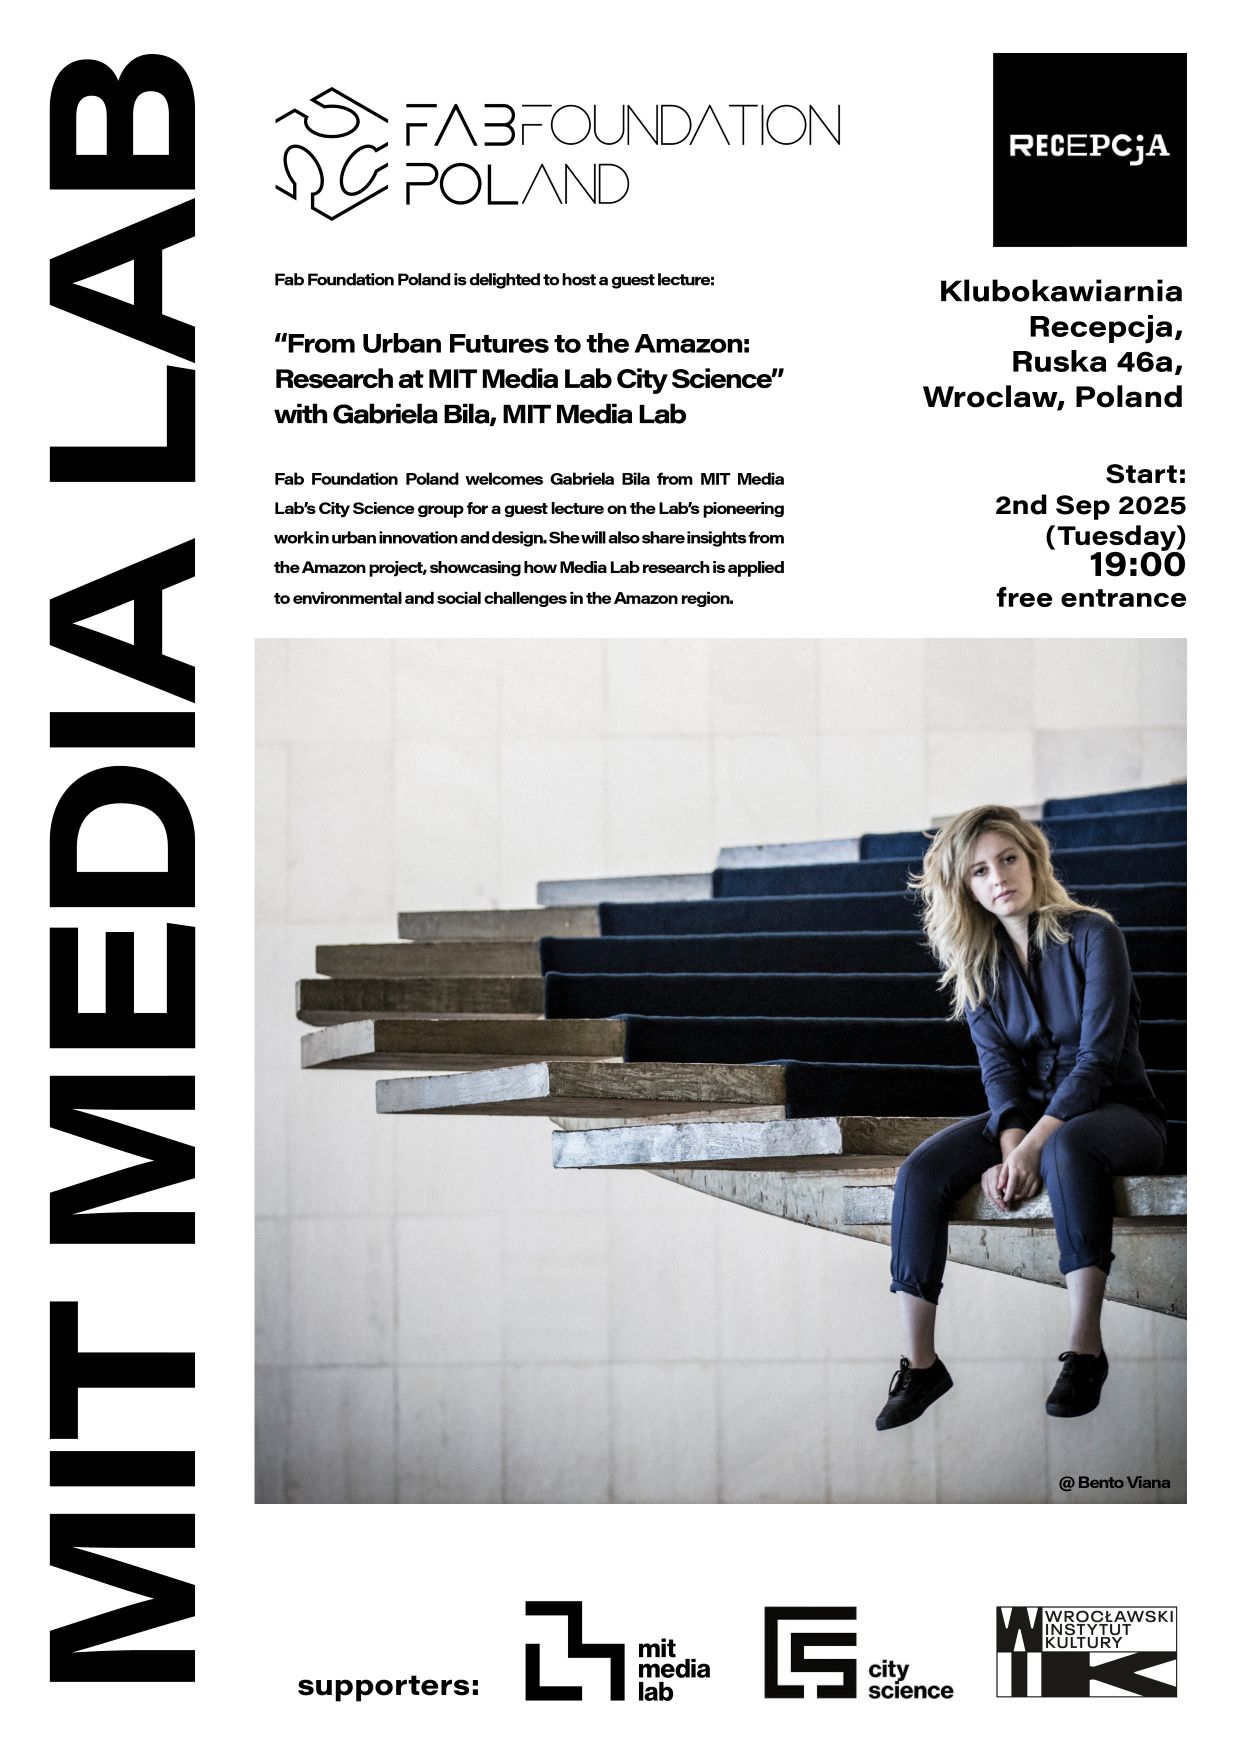 MIT MEDIA LAB
FABFOUNDATION
POLAND
RECEPCjA
Fab Foundation Poland is delighted to host a guest lecture:
“From Urban Futures to the Amazon:
Research at MIT Media Lab City Science”
with Gabriela Bila, MIT Media Lab
Fab Foundation Poland welcomes Gabriela Bila from MIT Media
Lab’s City Science group for a guest lecture on the Lab’s pioneering
work in urban innovation and design. She will also share insights from
the Amazon project, showcasing how Media Lab research is applied
to environmental and social challenges in the Amazon region.
Klubokawiarnia
Recepcja,
Ruska 46a,
Wroclaw, Poland
Start:
2nd Sep 2025
(Tuesday)
19:00
free entrance
@ Bento Viana
supporters:
mit
media
lab
city
science
WROCŁAWSKI
INSTYTUT
KULTURY
W
IK